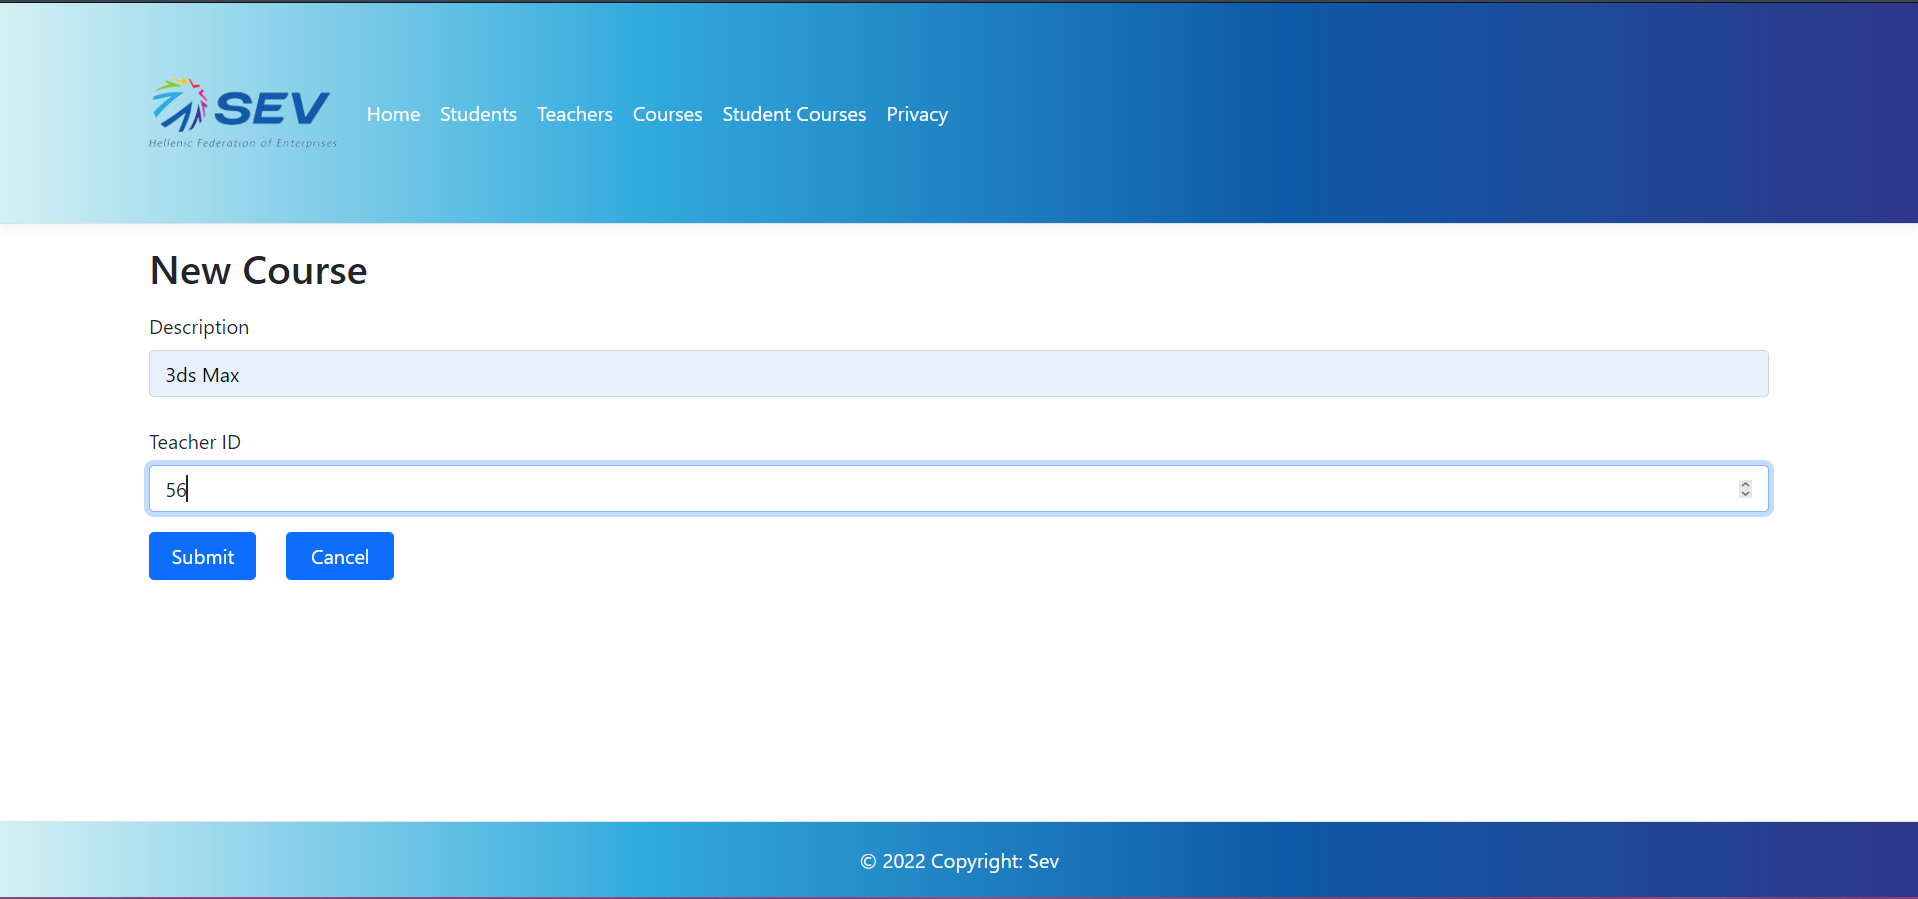 SEV
Hellenic Federation of Enterprises
Home Students Teachers Courses Student Courses Privacy
New Course
Description
3ds Max
Teacher ID
56
Submit Cancel
© 2022 Copyright: Sev